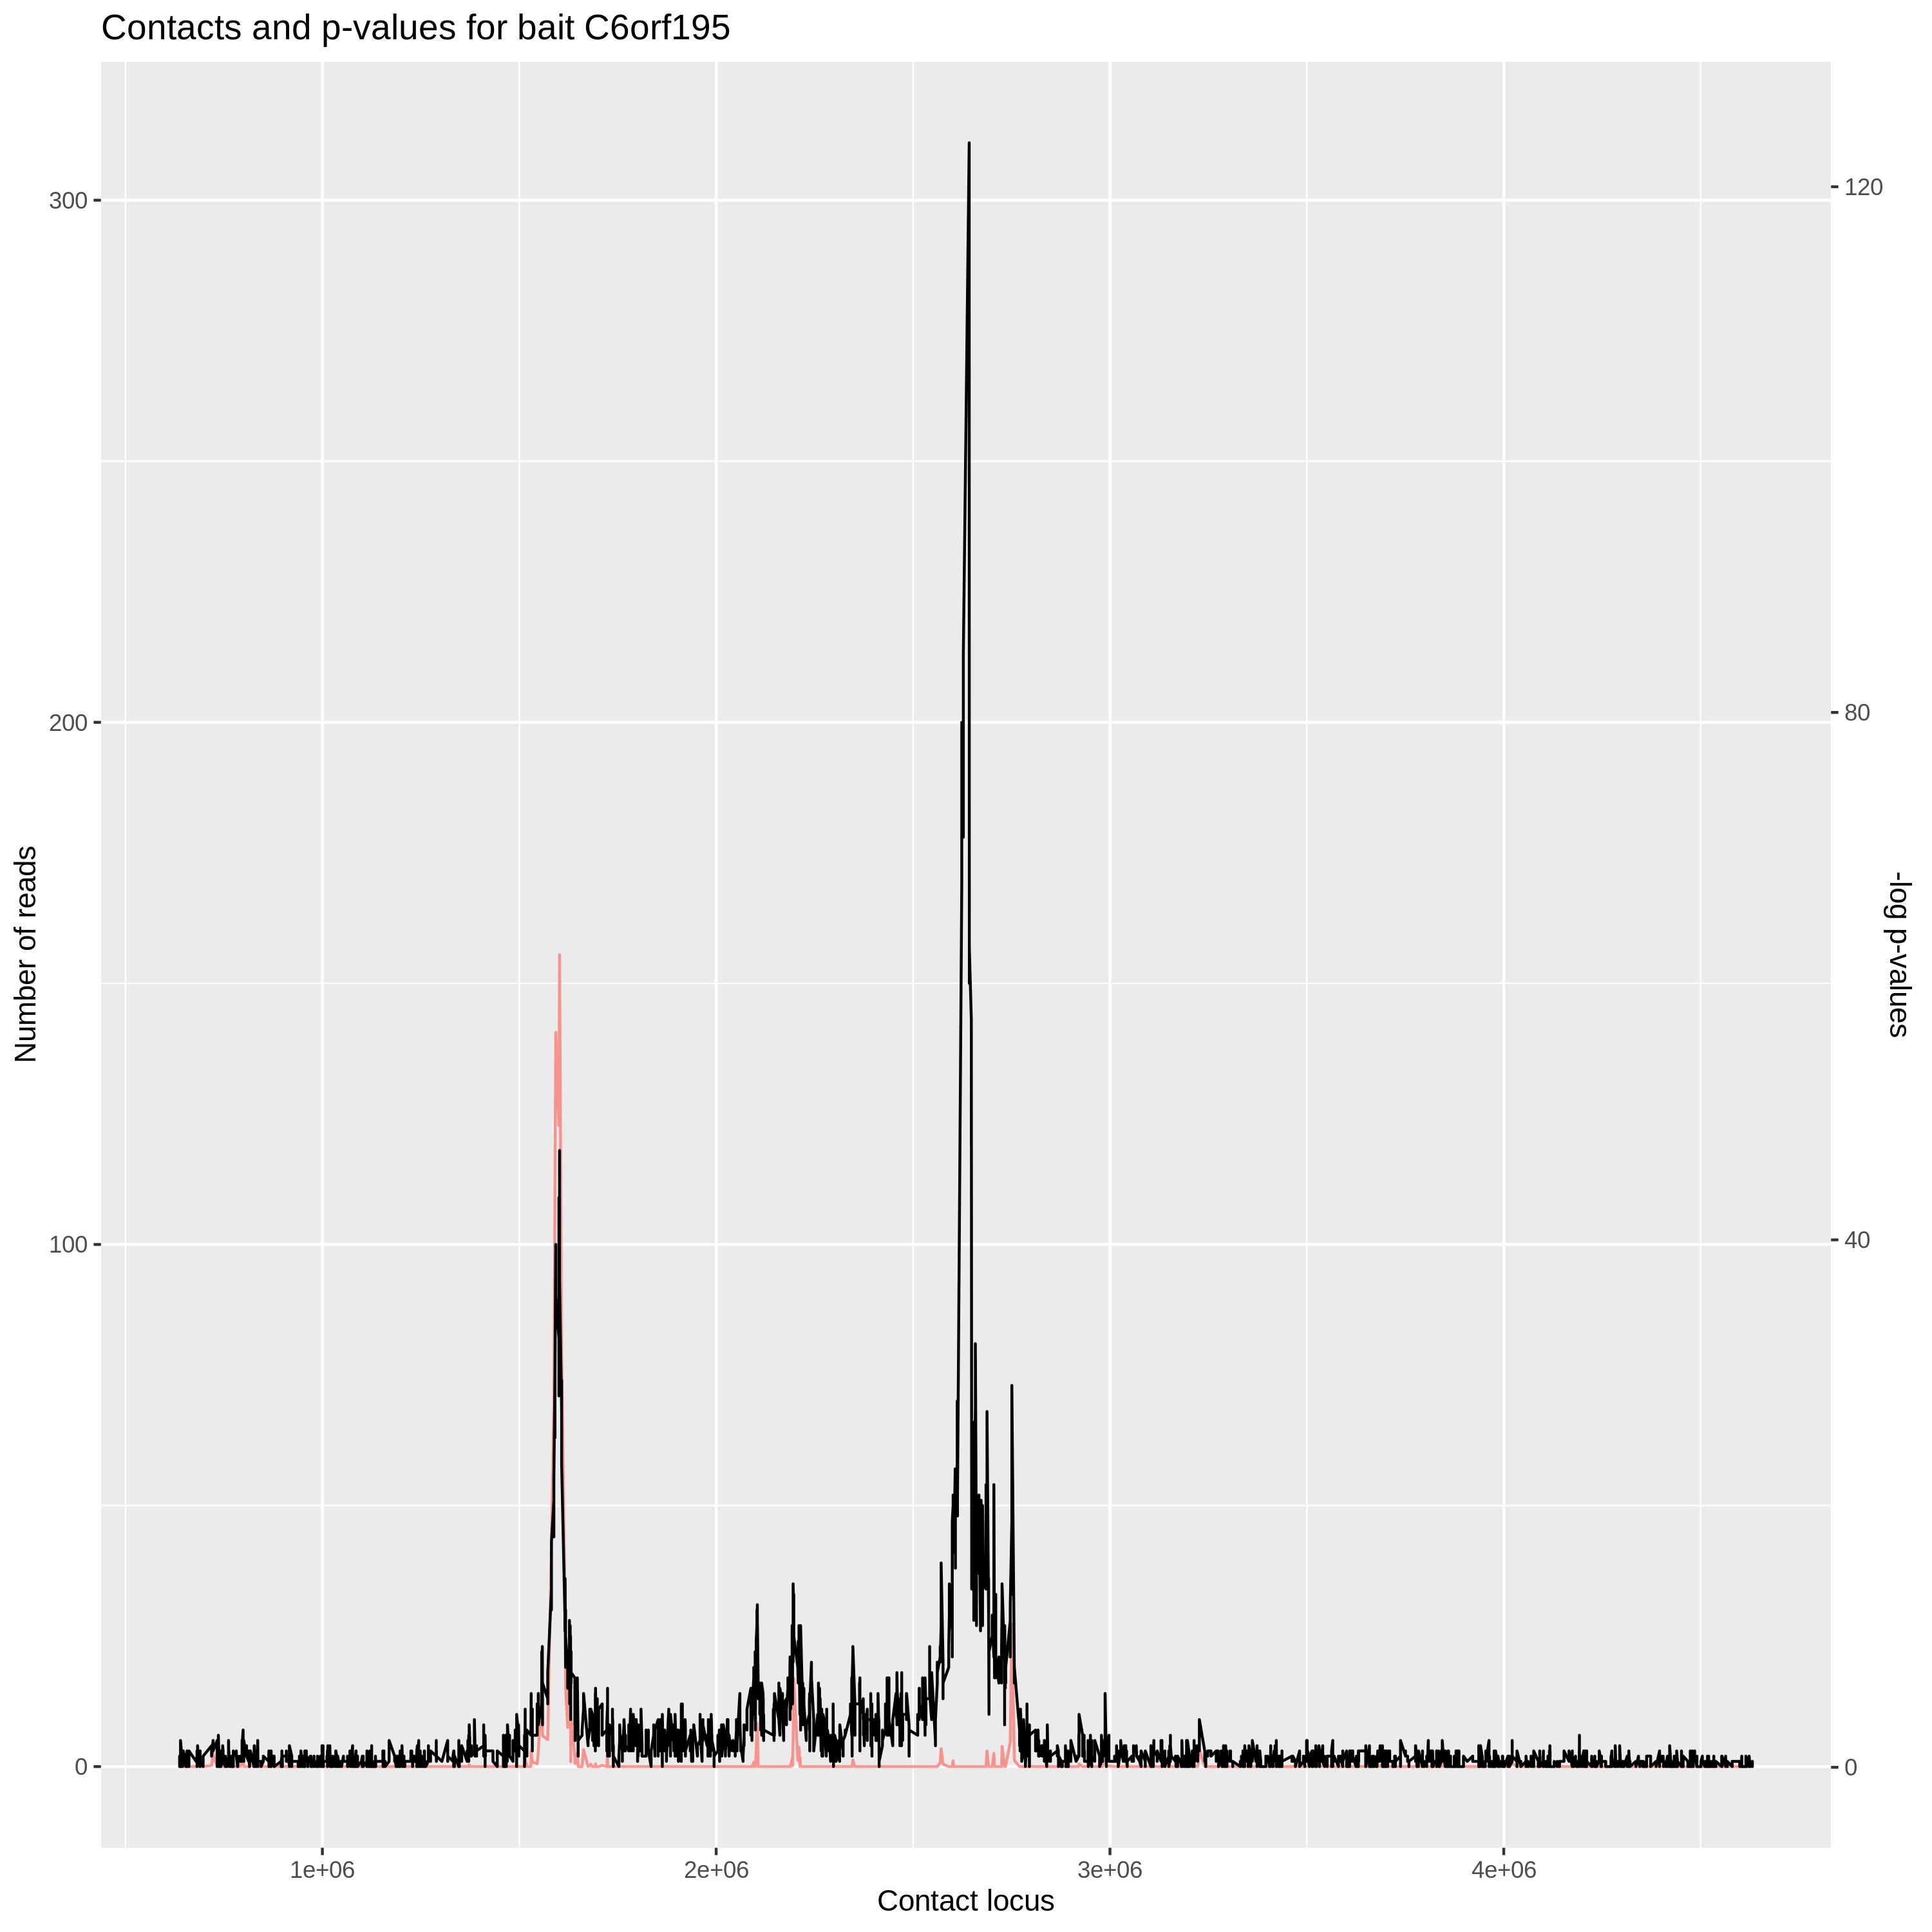 Contacts and p-values for bait C6orf195
300
200
100
0
Number of reads
120
80
40
0
-log p-values
1e+06
2e+06
3e+06
4e+06
Contact locus